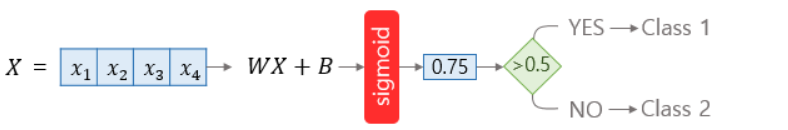 YES → Class 1
X = x₁ x₂ x₃ x₄ → WX + B → sigmoid → 0.75 → >0.5
NO → Class 2